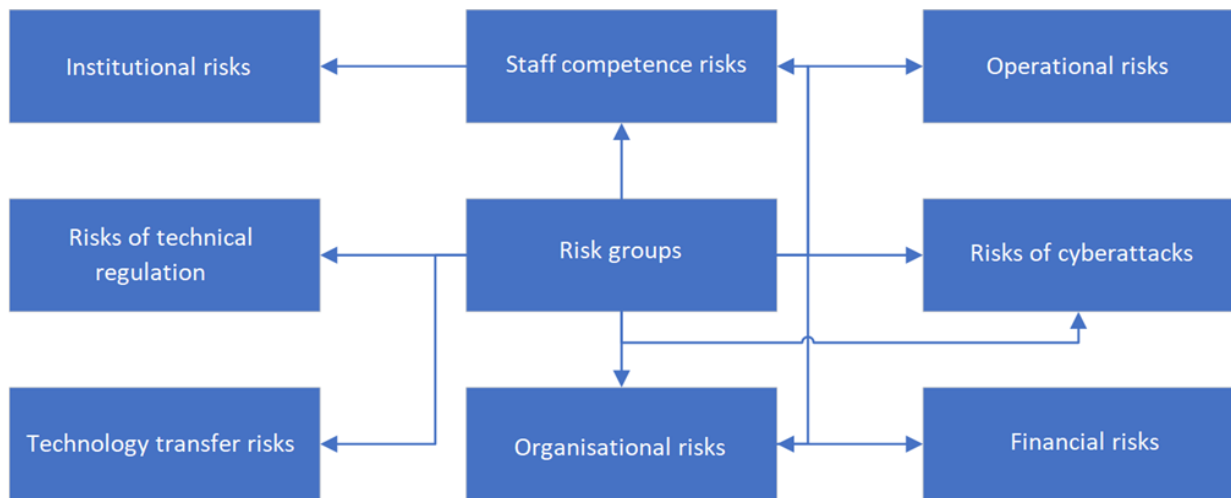 Institutional risks
Staff competence risks
Operational risks
Risks of technical
regulation
Risk groups
Risks of cyberattacks
Technology transfer risks
Organisational risks
Financial risks